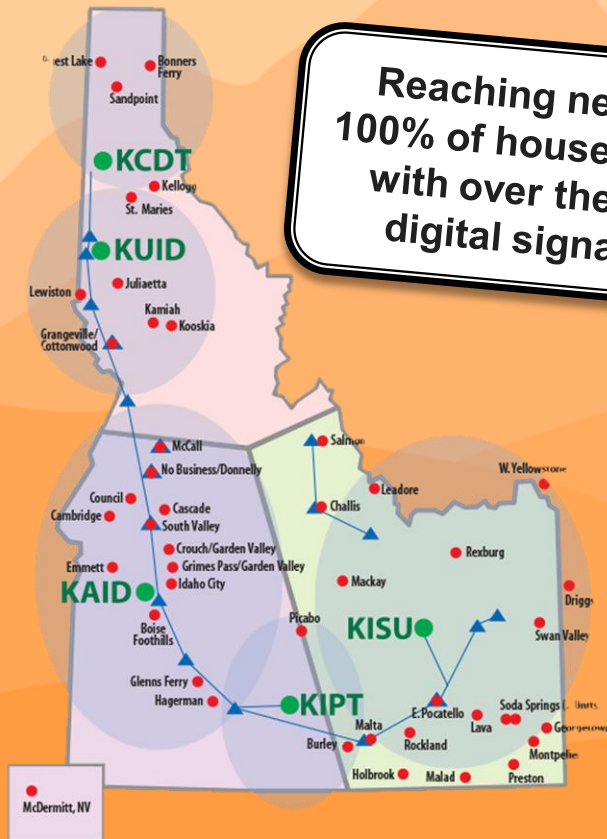 Reaching ne
100% of house
with over the
digital signa
est Lake
Bonners
Ferry
Sandpoint
KCDT
Kellogg
St. Maries
KUID
Juliaetta
Lewiston
Kamiah
Kooskia
Grangeville/
Cottonwood
McCall
No Business/Donnelly
Salmon
Leadore
W. Yellowstone
Council
Cascade
Challis
Cambridge
South Valley
Crouch/Garden Valley
Rexburg
Emmett
Grimes Pass/Garden Valley
Idaho City
Mackay
KAID
Driggs
Picabo
KISU
Swan Valley
Boise
Foothills
Glenns Ferry
Hagerman
KIPT
E. Pocatello
Soda Springs
Lava
Malta
Georgetown
Burley
Rockland
Montpelier
Holbrook
Malad
Preston
McDermitt, NV